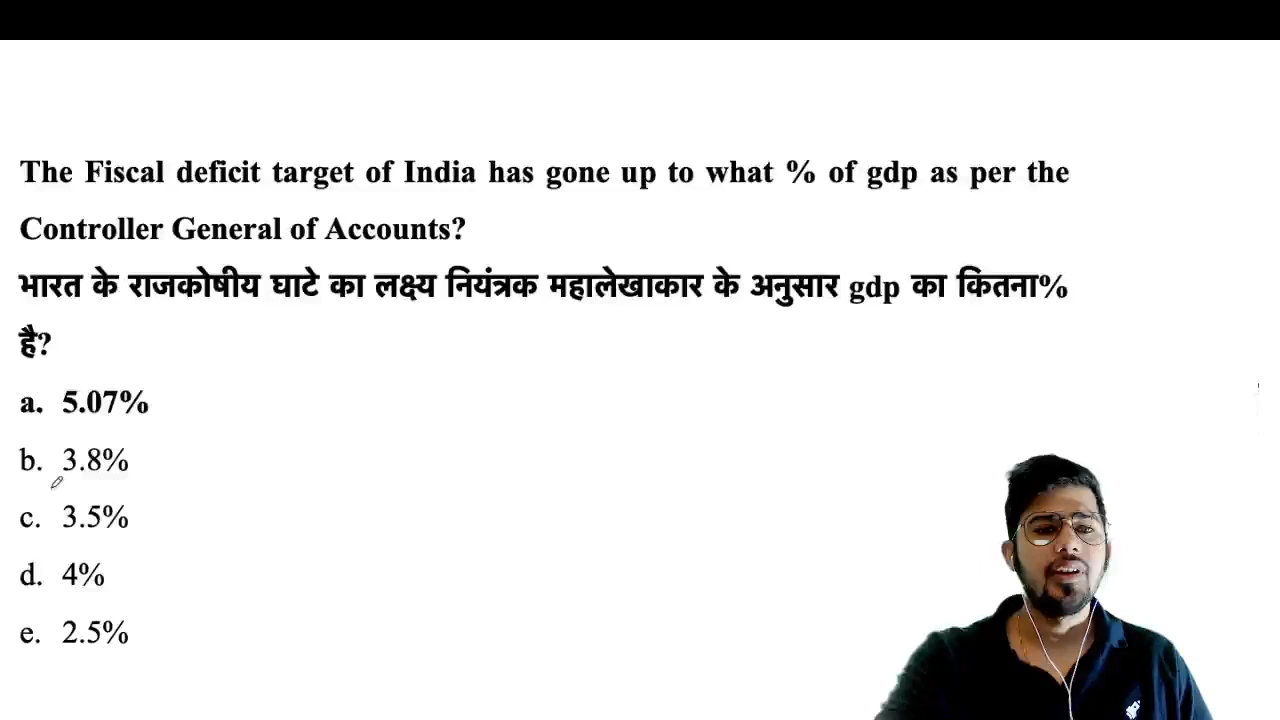 The Fiscal deficit target of India has gone up to what % of gdp as per the
Controller General of Accounts?
भारत के राजकोषीय घाटे का लक्ष्य नियंत्रक महालेखाकार के अनुसार gdp का कितना%
है?
a. 5.07%
b. 3.8%
c. 3.5%
d. 4%
e. 2.5%